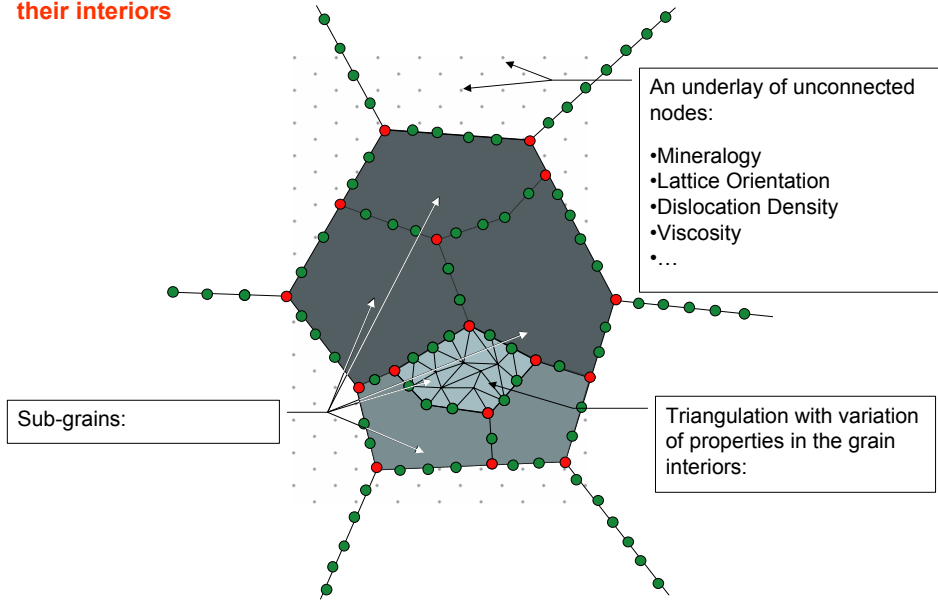 their interiors
An underlay of unconnected
nodes:
•Mineralogy
•Lattice Orientation
•Dislocation Density
•Viscosity
•…
Sub-grains:
Triangulation with variation
of properties in the grain
interiors: